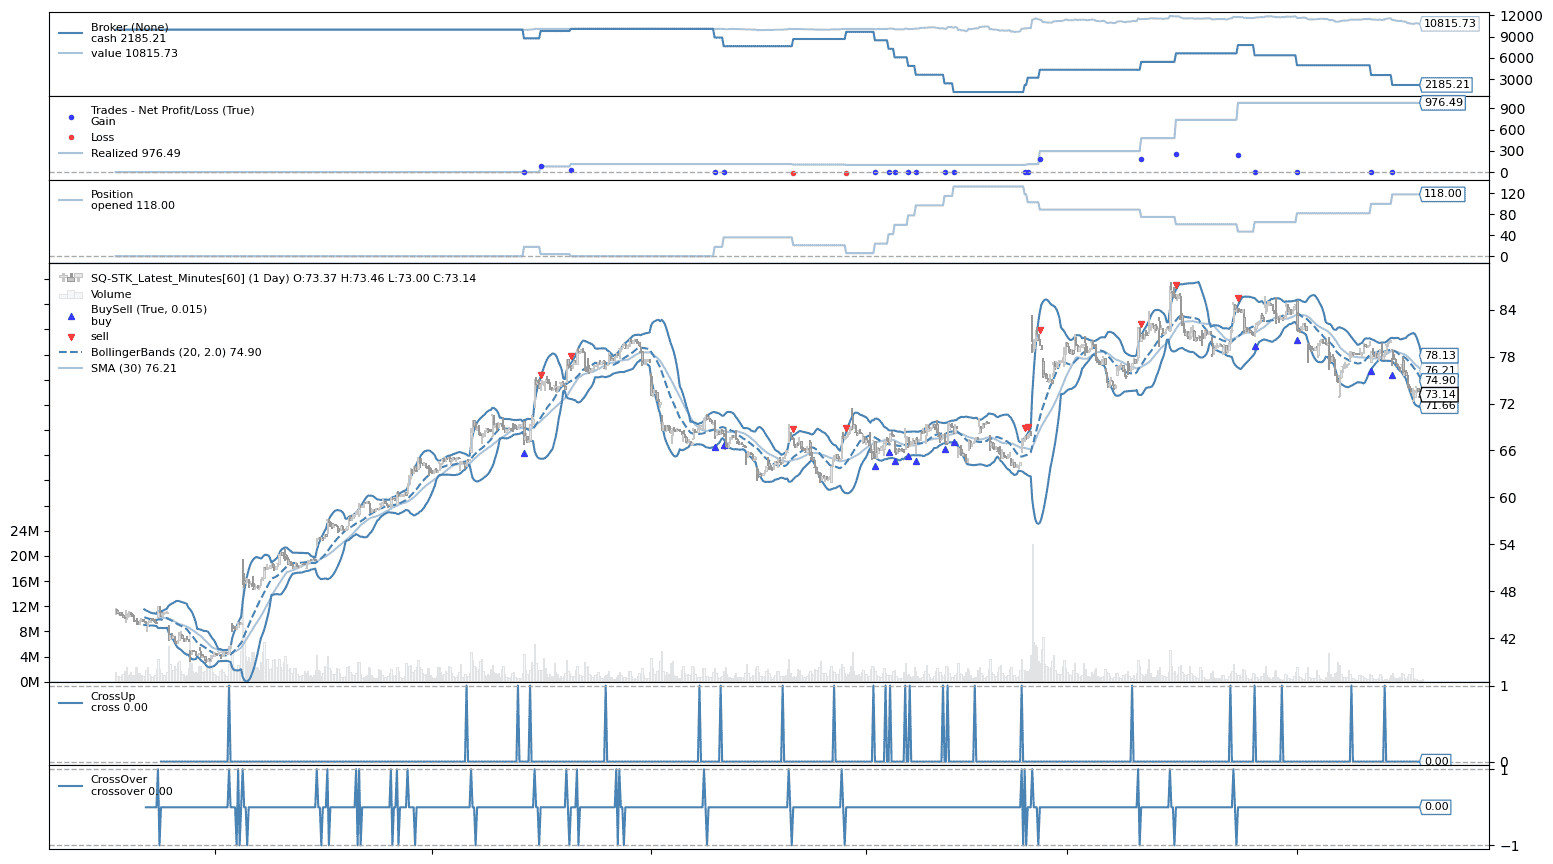 Broker (None)
cash 2185.21
value 10815.73
10815.73
2185.21
12000
9000
6000
3000
Trades - Net Profit/Loss (True)
Gain
Loss
Realized 976.49
976.49
900
600
300
0
Position
opened 118.00
118.00
120
80
40
0
SQ-STK_Latest_Minutes[60] (1 Day) O:73.37 H:73.46 L:73.00 C:73.14
Volume
BuySell (True, 0.015)
buy
sell
BollingerBands (20, 2.0) 74.90
SMA (30) 76.21
78.13
76.21
74.90
73.14
71.66
84
78
72
66
60
54
48
42
24M
20M
16M
12M
8M
4M
0M
CrossUp
cross 0.00
0.00
1
0
CrossOver
crossover 0.00
0.00
1
−1